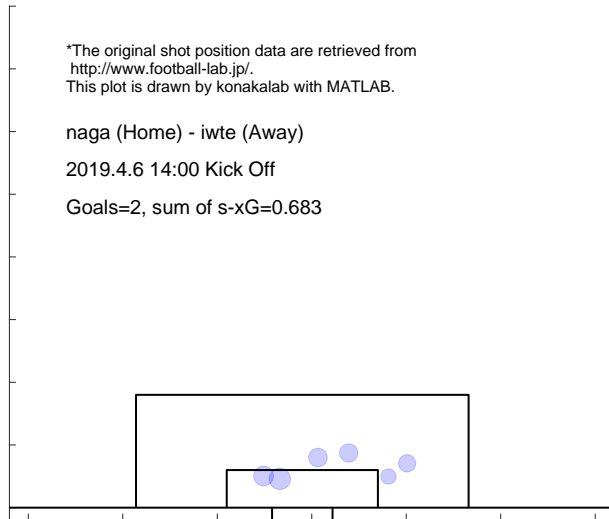 *The original shot position data are retrieved from
http://www.football-lab.jp/.
This plot is drawn by konakalab with MATLAB.
naga (Home) - iwte (Away)
2019.4.6 14:00 Kick Off
Goals=2, sum of s-xG=0.683